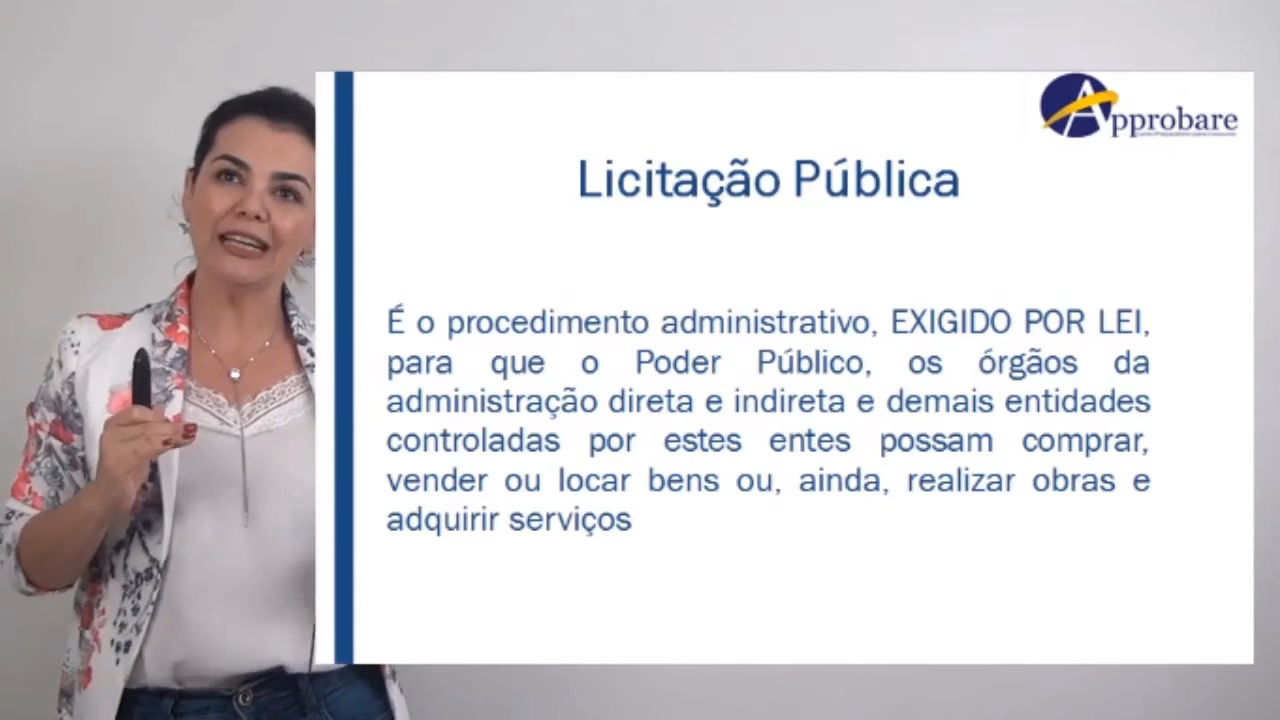 Approbare
Licitação Pública
É o procedimento administrativo, EXIGIDO POR LEI,
para que o Poder Público, os órgãos da
administração direta e indireta e demais entidades
controladas por estes entes possam comprar,
vender ou locar bens ou, ainda, realizar obras e
adquirir serviços